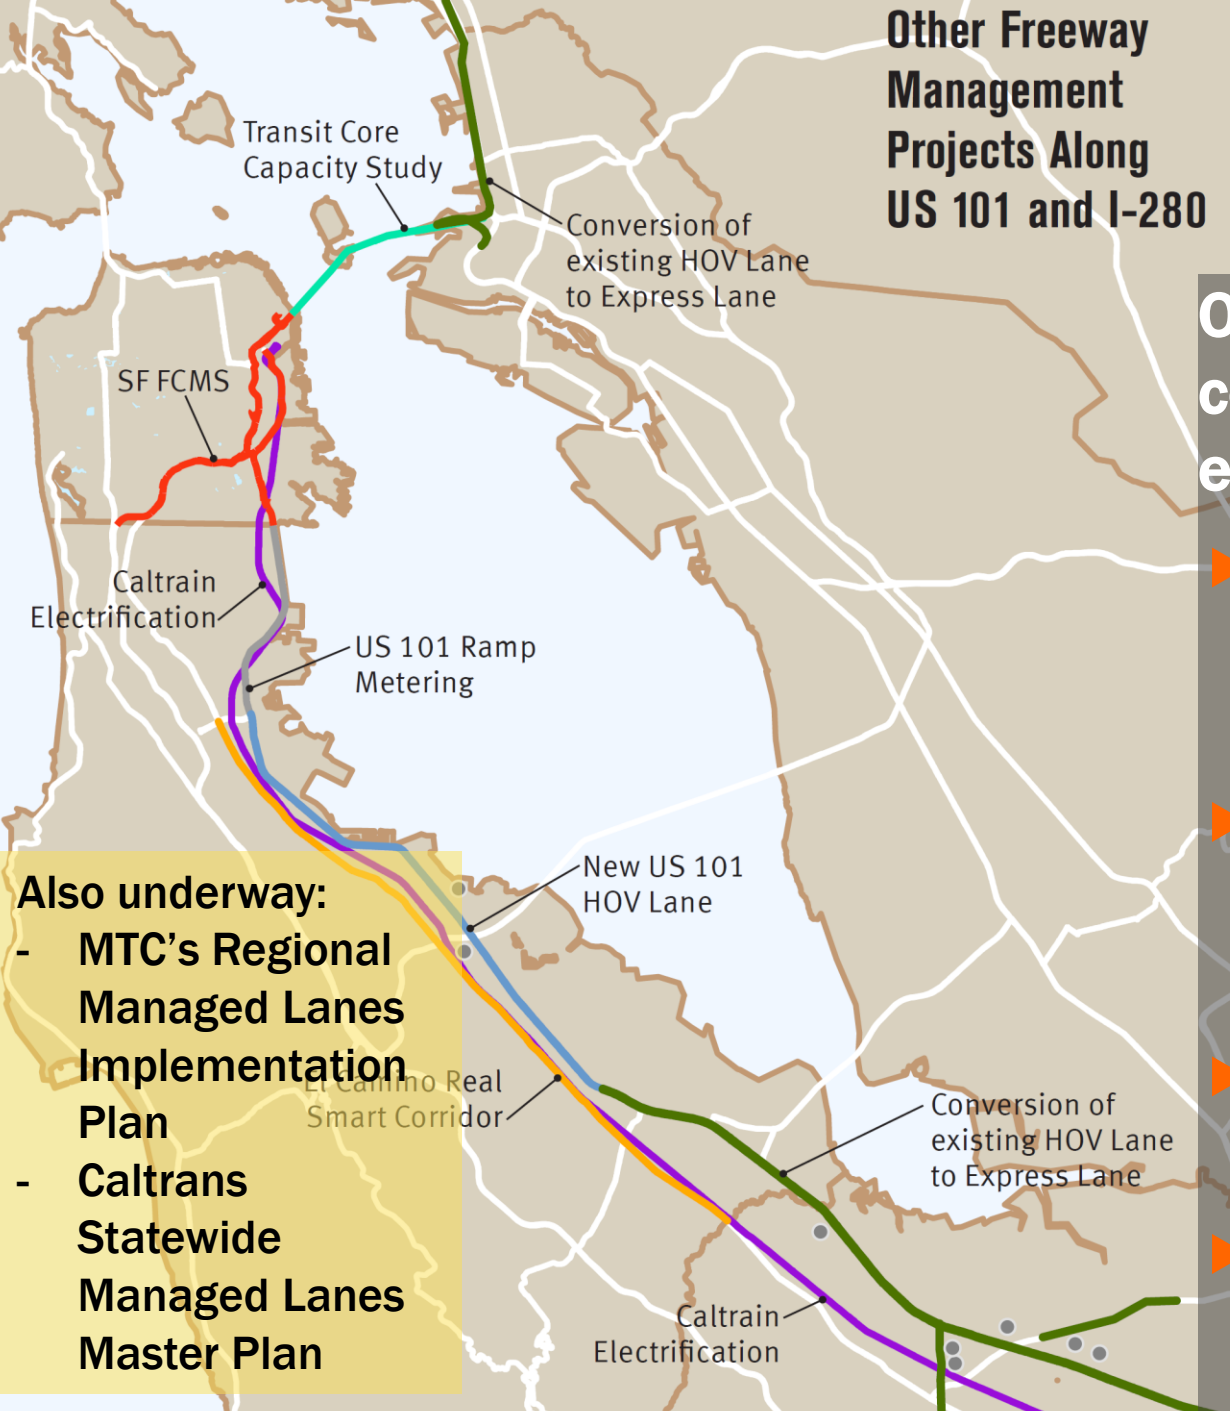 Other Freeway
Management
Projects Along
US 101 and I-280
Transit Core
Capacity Study
Conversion of
existing HOV Lane
to Express Lane
SF FCMS
Caltrain
Electrification
US 101 Ramp
Metering
New US 101
HOV Lane
Also underway:
- MTC's Regional
Managed Lanes
Implementation
Plan
- Caltrans
Statewide
Managed Lanes
Master Plan
El Camino Real
Smart Corridor
Conversion of
existing HOV Lane
to Express Lane
Caltrain
Electrification